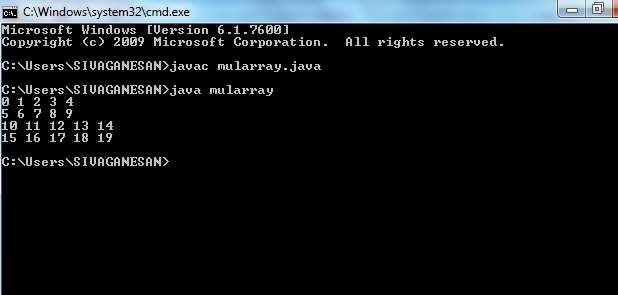 C:\Windows\system32\cmd.exe
Microsoft Windows [Version 6.1.7600]
Copyright (c) 2009 Microsoft Corporation.  All rights reserved.
C:\Users\SIVAGANESAN>javac mularray.java
C:\Users\SIVAGANESAN>java mularray
0 1 2 3 4
5 6 7 8 9
10 11 12 13 14
15 16 17 18 19
C:\Users\SIVAGANESAN>